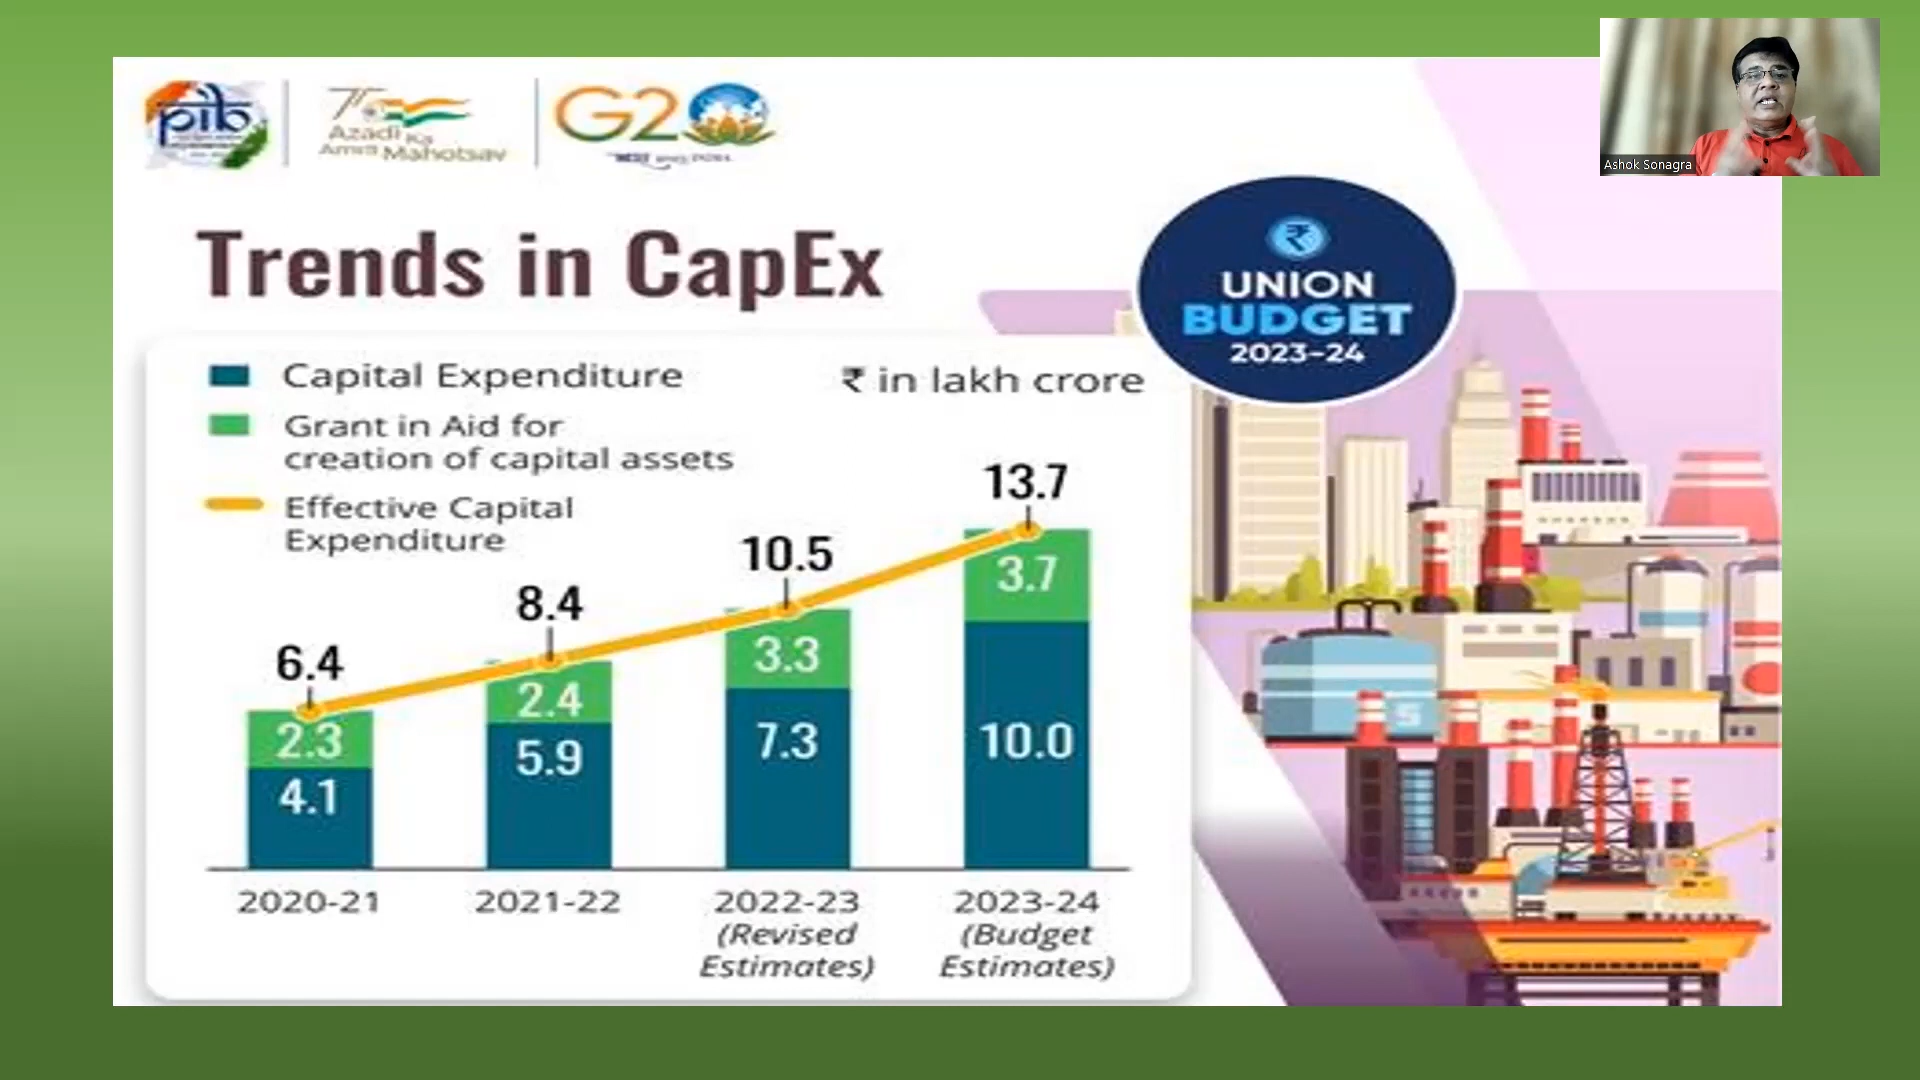 pib
Azadi Ka
Amrit Mahotsav
G20
Ashok Sonagra
Trends in CapEx
₹
UNION
BUDGET
2023-24
Capital Expenditure
₹ in lakh crore
Grant in Aid for
creation of capital assets
Effective Capital
Expenditure
13.7
10.5
8.4
6.4
3.7
3.3
2.4
2.3
10.0
7.3
5.9
4.1
2020-21
2021-22
2022-23
(Revised
Estimates)
2023-24
(Budget
Estimates)